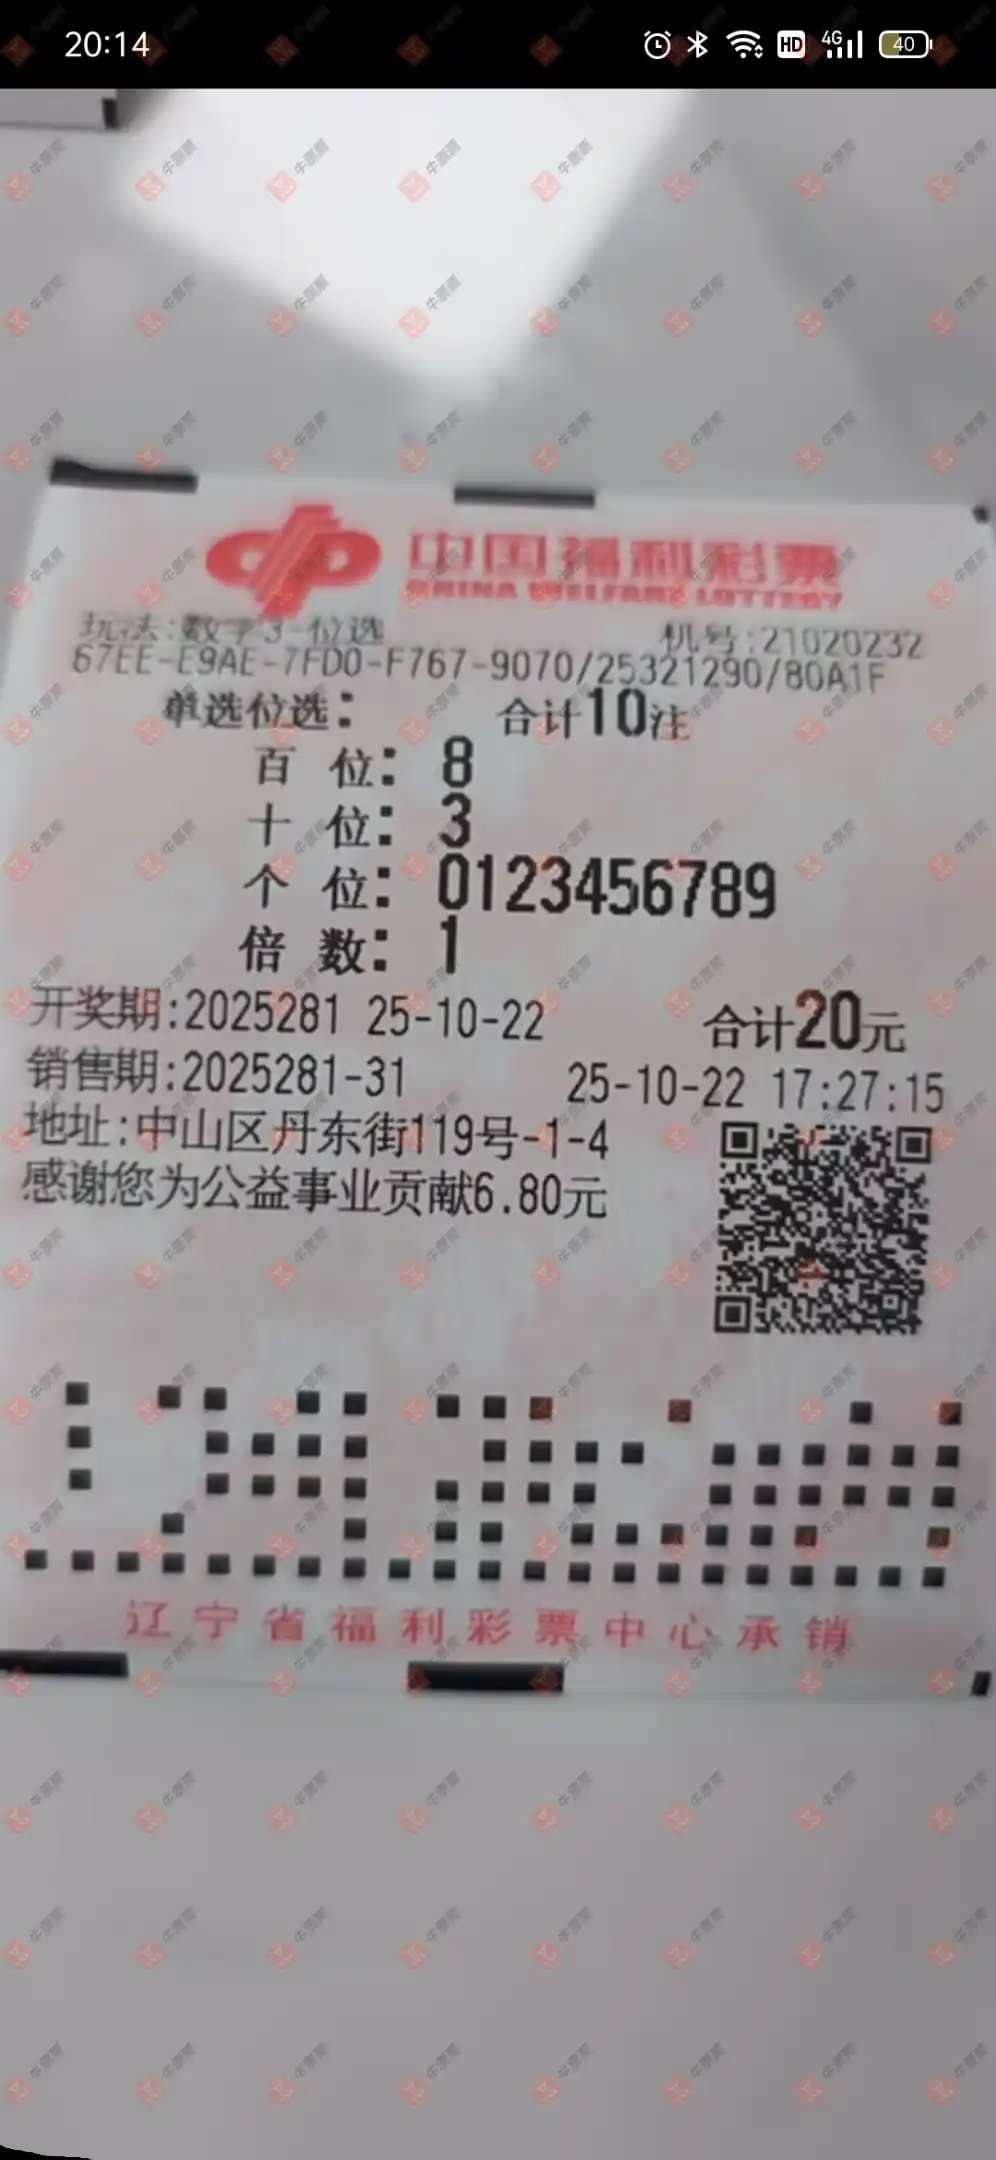 20:14
HD 4G 40
中国福利彩票
CHINA WELFARE LOTTERY
玩法:数字3-位选 机号:21020232
67EE-E9AE-7FD0-F767-9070/25321290/80A1F
单选位选: 合计10注
百 位: 8
十 位: 3
个 位: 0123456789
倍 数: 1
开奖期:2025281 25-10-22 合计20元
销售期:2025281-31 25-10-22 17:27:15
地址:中山区丹东街119号-1-4
感谢您为公益事业贡献6.80元
辽宁省福利彩票中心承销